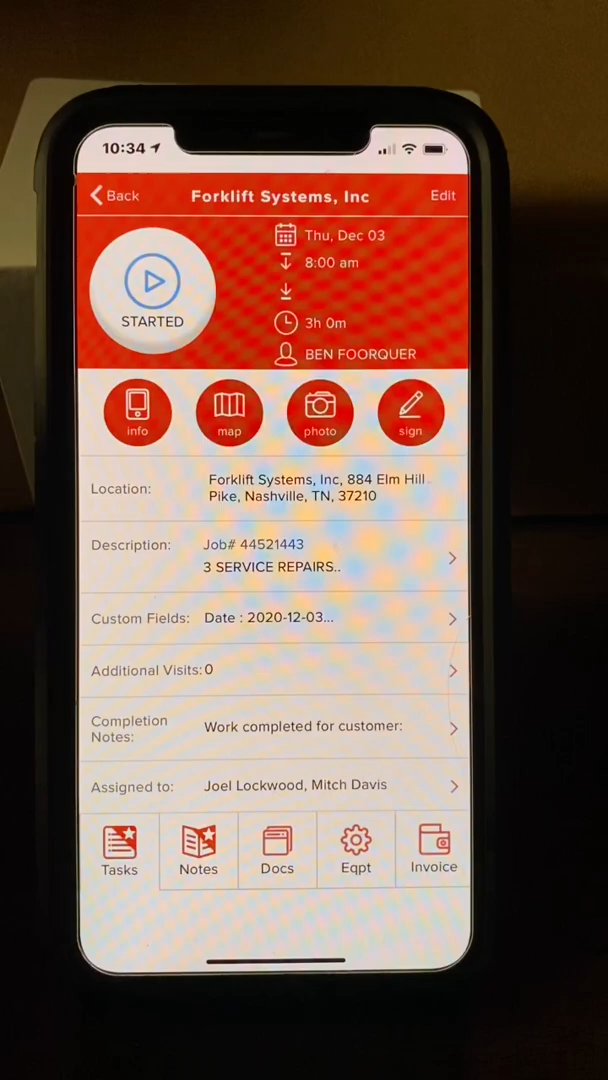 10:34
Back Forklift Systems, Inc Edit
Thu, Dec 03
8:00 am
STARTED
3h 0m
BEN FOORQUER
info map photo sign
Location: Forklift Systems, Inc, 884 Elm Hill
Pike, Nashville, TN, 37210
Description: Job# 44521443
3 SERVICE REPAIRS..
Custom Fields: Date : 2020-12-03...
Additional Visits: 0
Completion
Notes: Work completed for customer:
Assigned to: Joel Lockwood, Mitch Davis
Tasks Notes Docs Eqpt Invoice